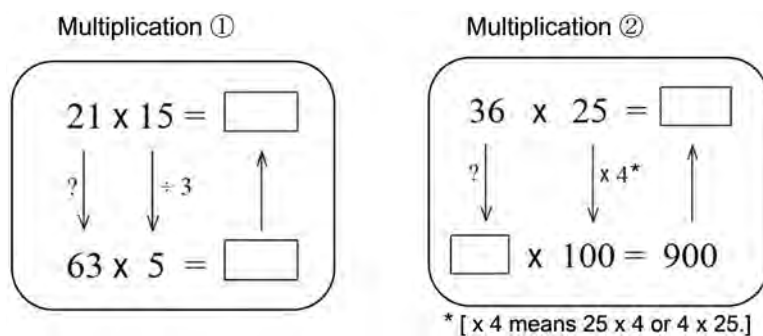 Multiplication ①
21 x 15 =
? ÷ 3
63 x 5 =
Multiplication ②
36 x 25 =
? x 4*
x 100 = 900
* [ x 4 means 25 x 4 or 4 x 25.]